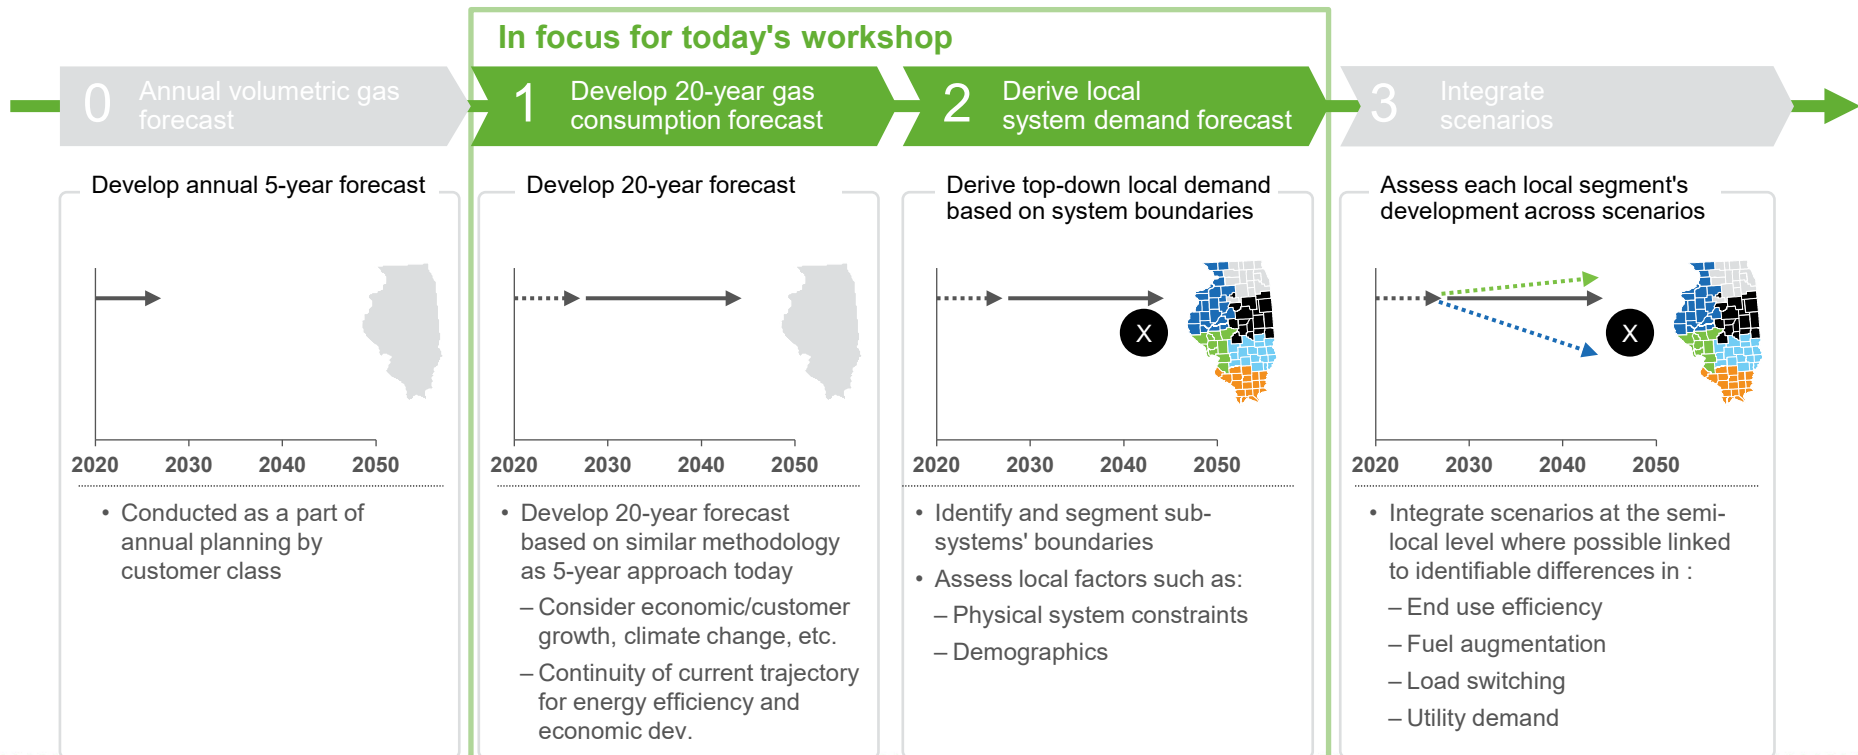 In focus for today's workshop
0
Annual volumetric gas
forecast
1
Develop 20-year gas
consumption forecast
2
Derive local
system demand forecast
3
Integrate
scenarios
Develop annual 5-year forecast
2020 2030 2040 2050
• Conducted as a part of
annual planning by
customer class
Develop 20-year forecast
2020 2030 2040 2050
• Develop 20-year forecast
based on similar methodology
as 5-year approach today
– Consider economic/customer
growth, climate change, etc.
– Continuity of current trajectory
for energy efficiency and
economic dev.
Derive top-down local demand
based on system boundaries
X
2020 2030 2040 2050
• Identify and segment sub-
systems' boundaries
• Assess local factors such as:
– Physical system constraints
– Demographics
Assess each local segment's
development across scenarios
X
2020 2030 2040 2050
• Integrate scenarios at the semi-
local level where possible linked
to identifiable differences in :
– End use efficiency
– Fuel augmentation
– Load switching
– Utility demand